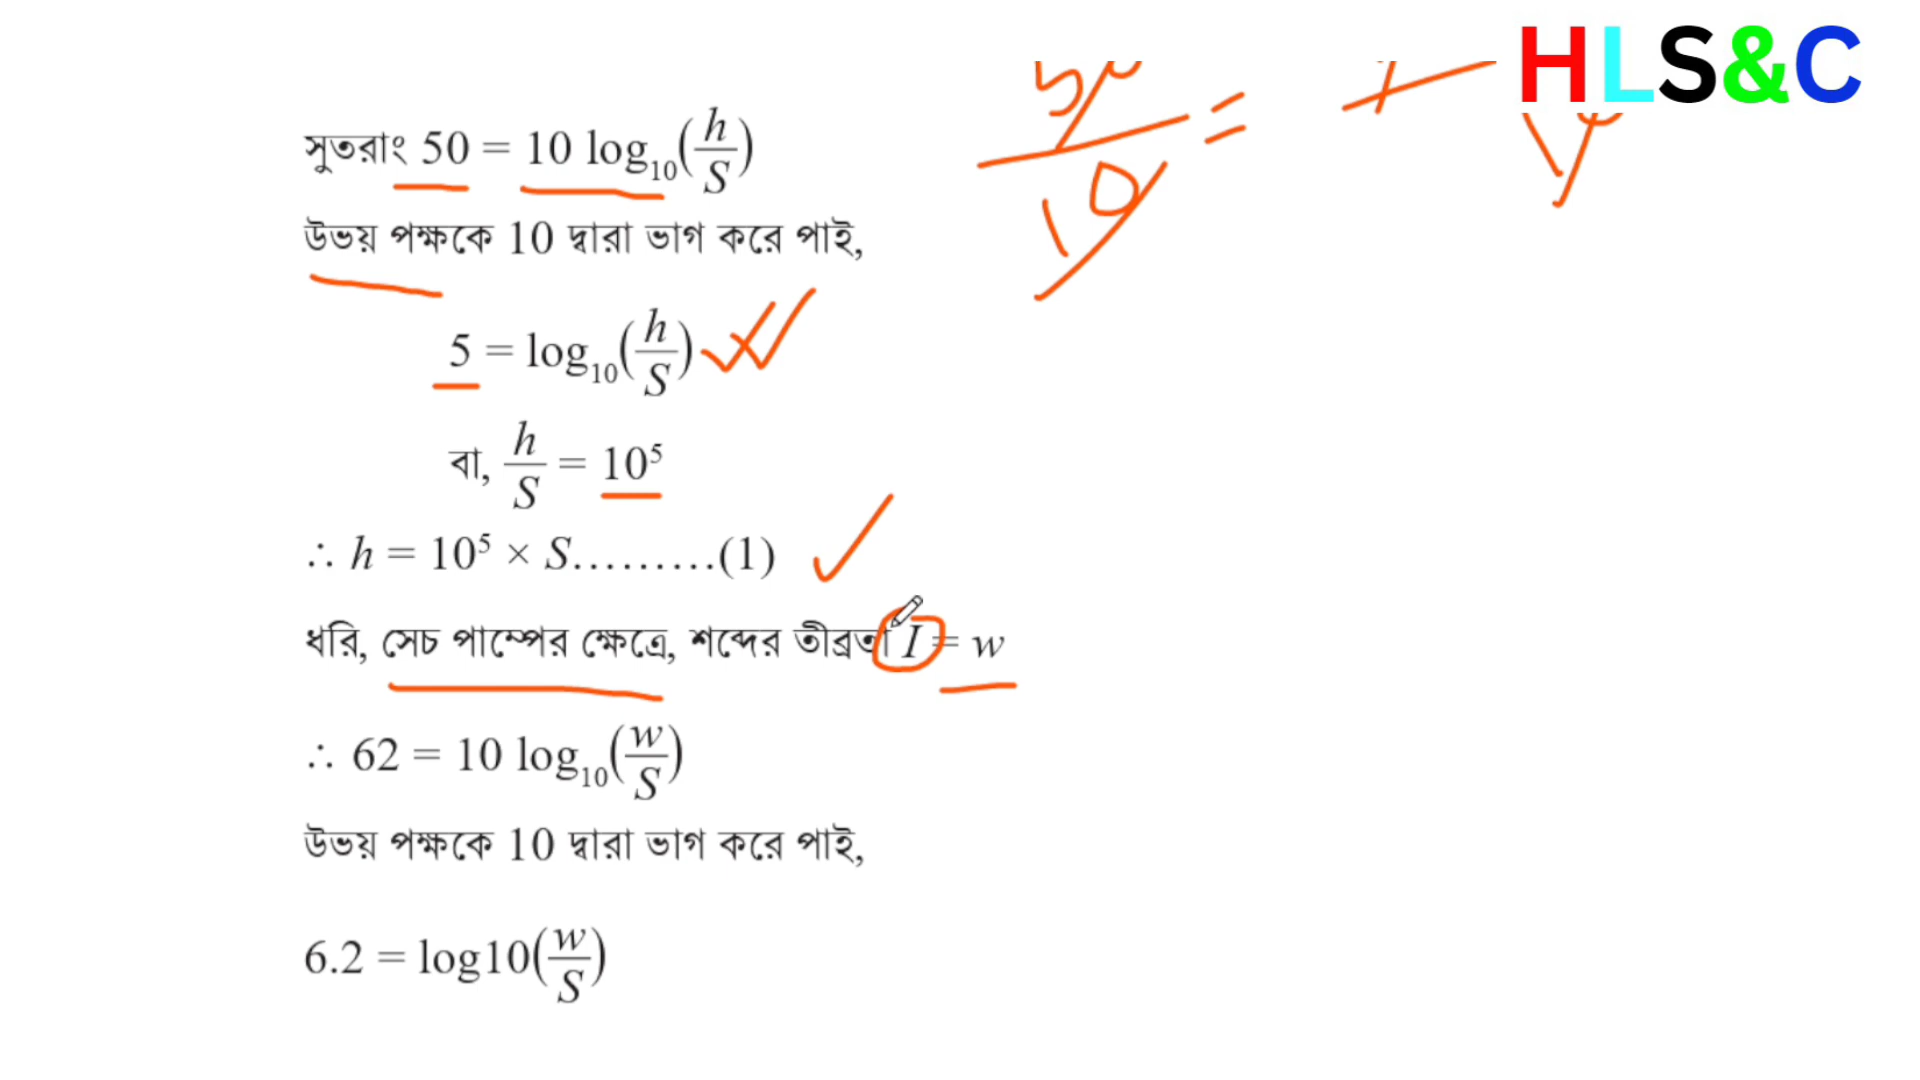 HLS&C
সুতরাং 50 = 10 log₁₀(h/S)
উভয় পক্ষকে 10 দ্বারা ভাগ করে পাই,
5 = log₁₀(h/S)
বা, h/S = 10⁵
∴ h = 10⁵ × S.........(1)
ধরি, সেচ পাম্পের ক্ষেত্রে, শব্দের তীব্রতা I = w
∴ 62 = 10 log₁₀(w/S)
উভয় পক্ষকে 10 দ্বারা ভাগ করে পাই,
6.2 = log10(w/S)